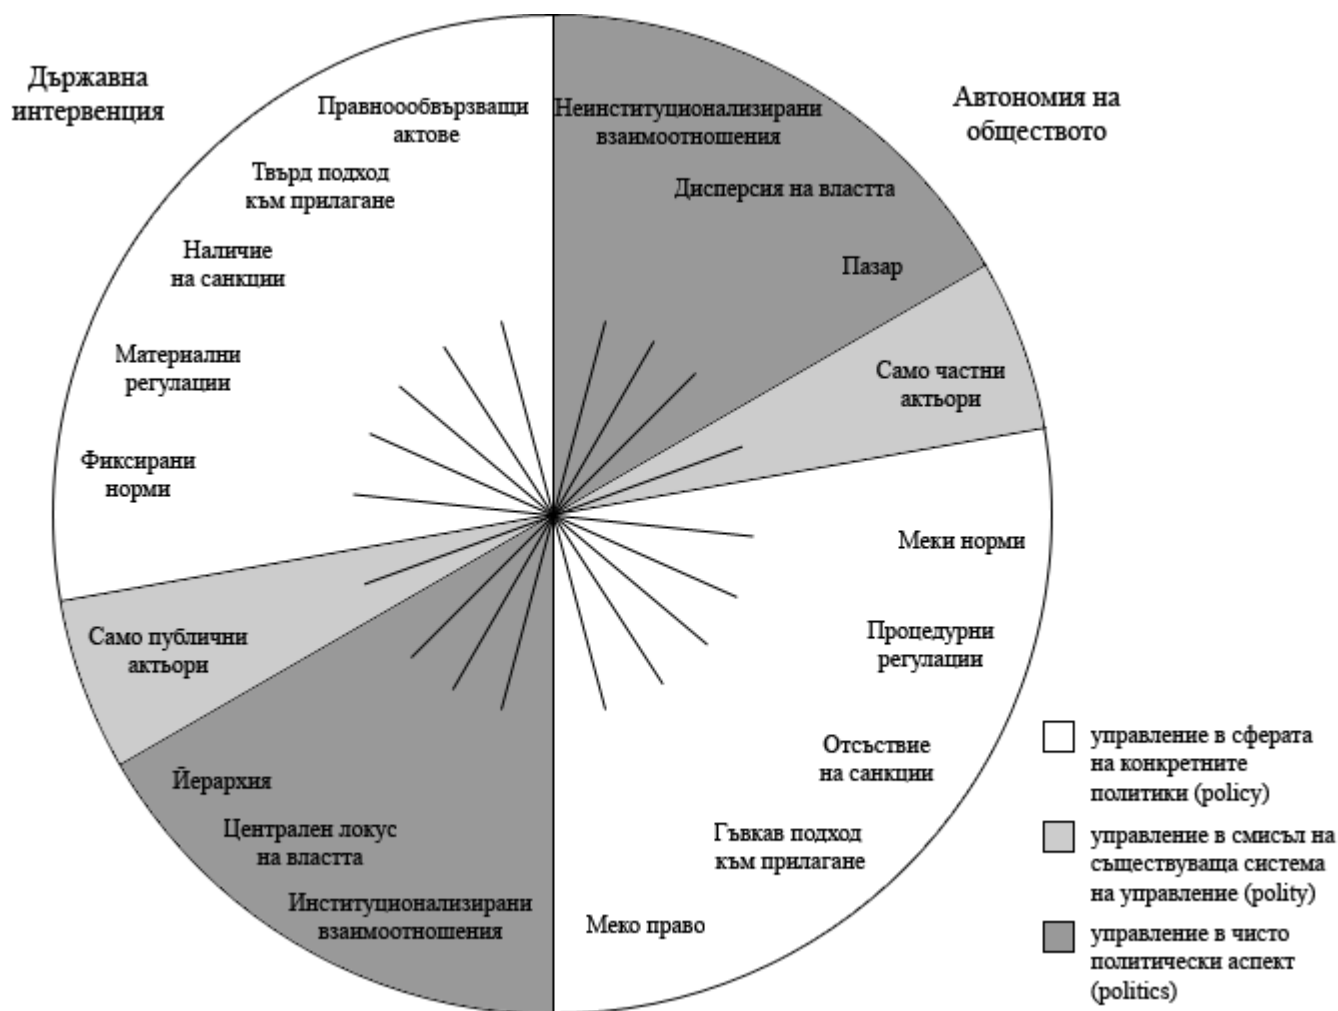 Държавна
интервенция
Автономия на
обществото
Правноообвързващи
актове
Твърд подход
към прилагане
Наличие
на санкции
Материални
регулации
Фиксирани
норми
Само публични
актьори
Йерархия
Централен локус
на властта
Институционализирани
взаимоотношения
Неинституционализирани
взаимоотношения
Дисперсия на властта
Пазар
Само частни
актьори
Меки норми
Процедурни
регулации
Отсъствие
на санкции
Гъвкав подход
към прилагане
Меко право
управление в сферата
на конкретните
политики (policy)
управление в смисъл на
съществуваща система
на управление (polity)
управление в чисто
политически аспект
(politics)